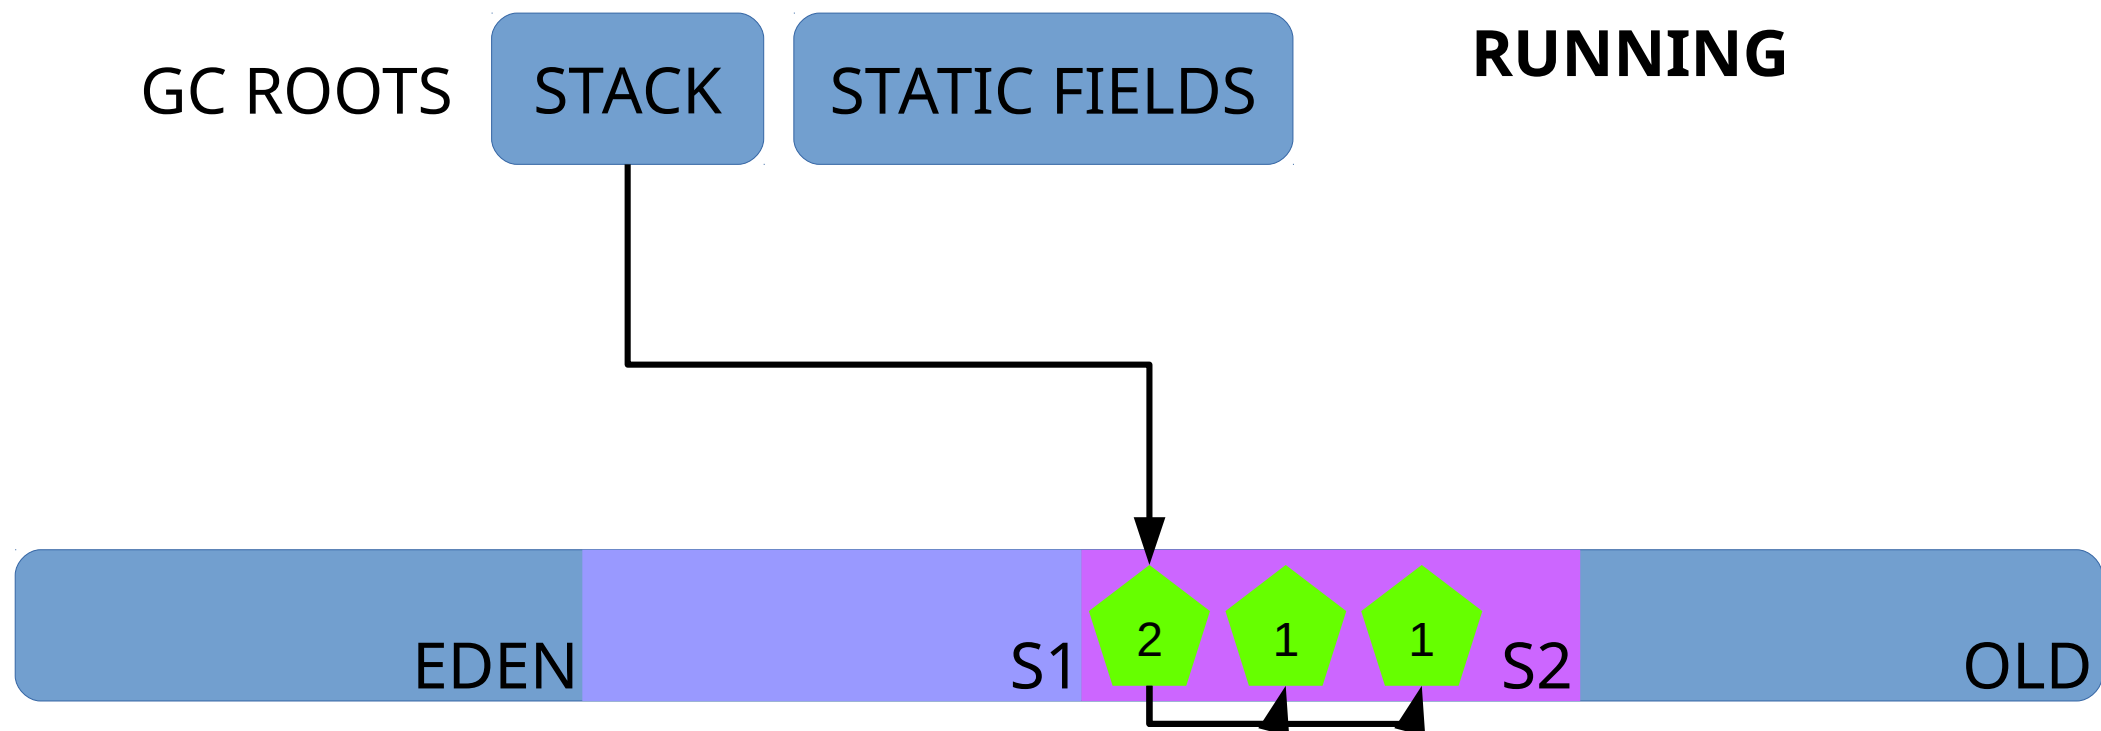 RUNNING
GC ROOTS
STACK
STATIC FIELDS
2
1
1
EDEN
S1
S2
OLD